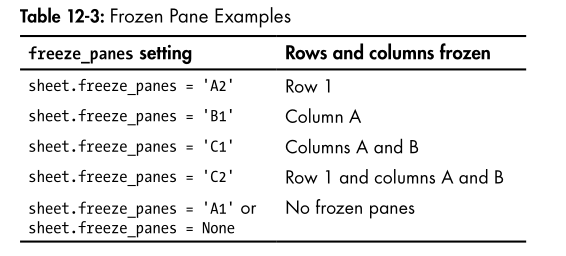 Table 12-3: Frozen Pane Examples
freeze_panes setting Rows and columns frozen
sheet.freeze_panes = 'A2' Row 1
sheet.freeze_panes = 'B1' Column A
sheet.freeze_panes = 'C1' Columns A and B
sheet.freeze_panes = 'C2' Row 1 and columns A and B
sheet.freeze_panes = 'A1' or No frozen panes
sheet.freeze_panes = None